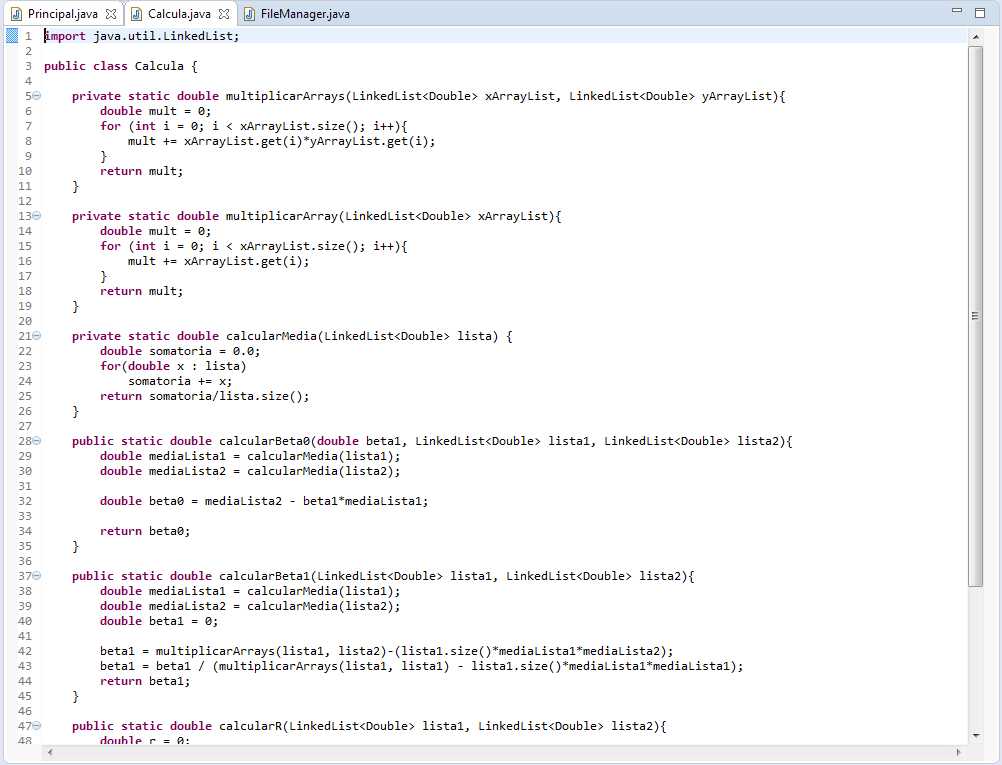 Principal.java Calcula.java FileManager.java
1 import java.util.LinkedList;
2
3 public class Calcula {
4
5 private static double multiplicarArrays(LinkedList<Double> xArrayList, LinkedList<Double> yArrayList){
6 double mult = 0;
7 for (int i = 0; i < xArrayList.size(); i++){
8 mult += xArrayList.get(i)*yArrayList.get(i);
9 }
10 return mult;
11 }
12
13 private static double multiplicarArray(LinkedList<Double> xArrayList){
14 double mult = 0;
15 for (int i = 0; i < xArrayList.size(); i++){
16 mult += xArrayList.get(i);
17 }
18 return mult;
19 }
20
21 private static double calcularMedia(LinkedList<Double> lista) {
22 double somatoria = 0.0;
23 for(double x : lista)
24 somatoria += x;
25 return somatoria/lista.size();
26 }
27
28 public static double calcularBeta0(double beta1, LinkedList<Double> lista1, LinkedList<Double> lista2){
29 double mediaLista1 = calcularMedia(lista1);
30 double mediaLista2 = calcularMedia(lista2);
31
32 double beta0 = mediaLista2 - beta1*mediaLista1;
33
34 return beta0;
35 }
36
37 public static double calcularBeta1(LinkedList<Double> lista1, LinkedList<Double> lista2){
38 double mediaLista1 = calcularMedia(lista1);
39 double mediaLista2 = calcularMedia(lista2);
40 double beta1 = 0;
41
42 beta1 = multiplicarArrays(lista1, lista2)-(lista1.size()*mediaLista1*mediaLista2);
43 beta1 = beta1 / (multiplicarArrays(lista1, lista1) - lista1.size()*mediaLista1*mediaLista1);
44 return beta1;
45 }
46
47 public static double calcularR(LinkedList<Double> lista1, LinkedList<Double> lista2){
48 double r = 0;